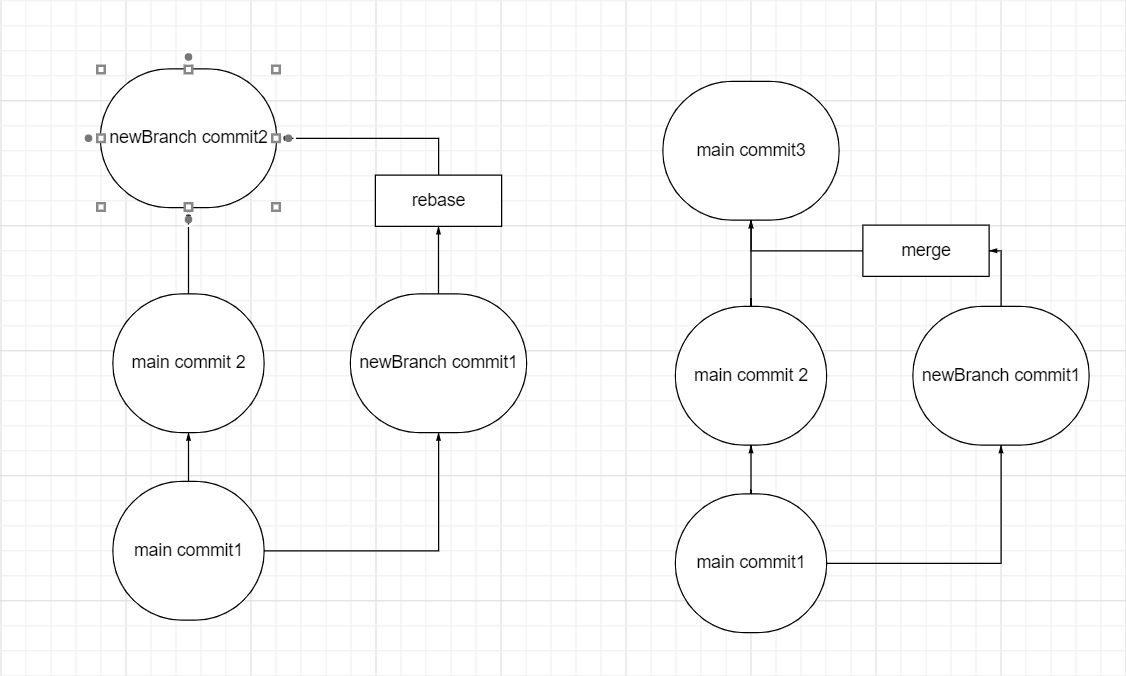 newBranch commit2
main commit3
rebase
merge
main commit 2
newBranch commit1
main commit 2
newBranch commit1
main commit1
main commit1